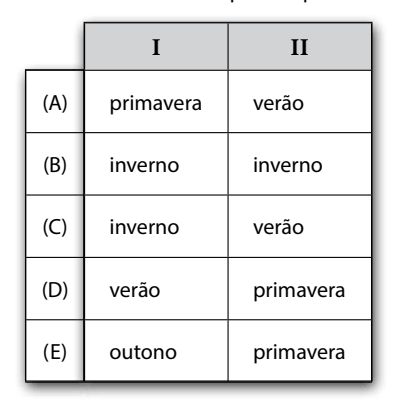 I II
(A) primavera verão
(B) inverno inverno
(C) inverno verão
(D) verão primavera
(E) outono primavera